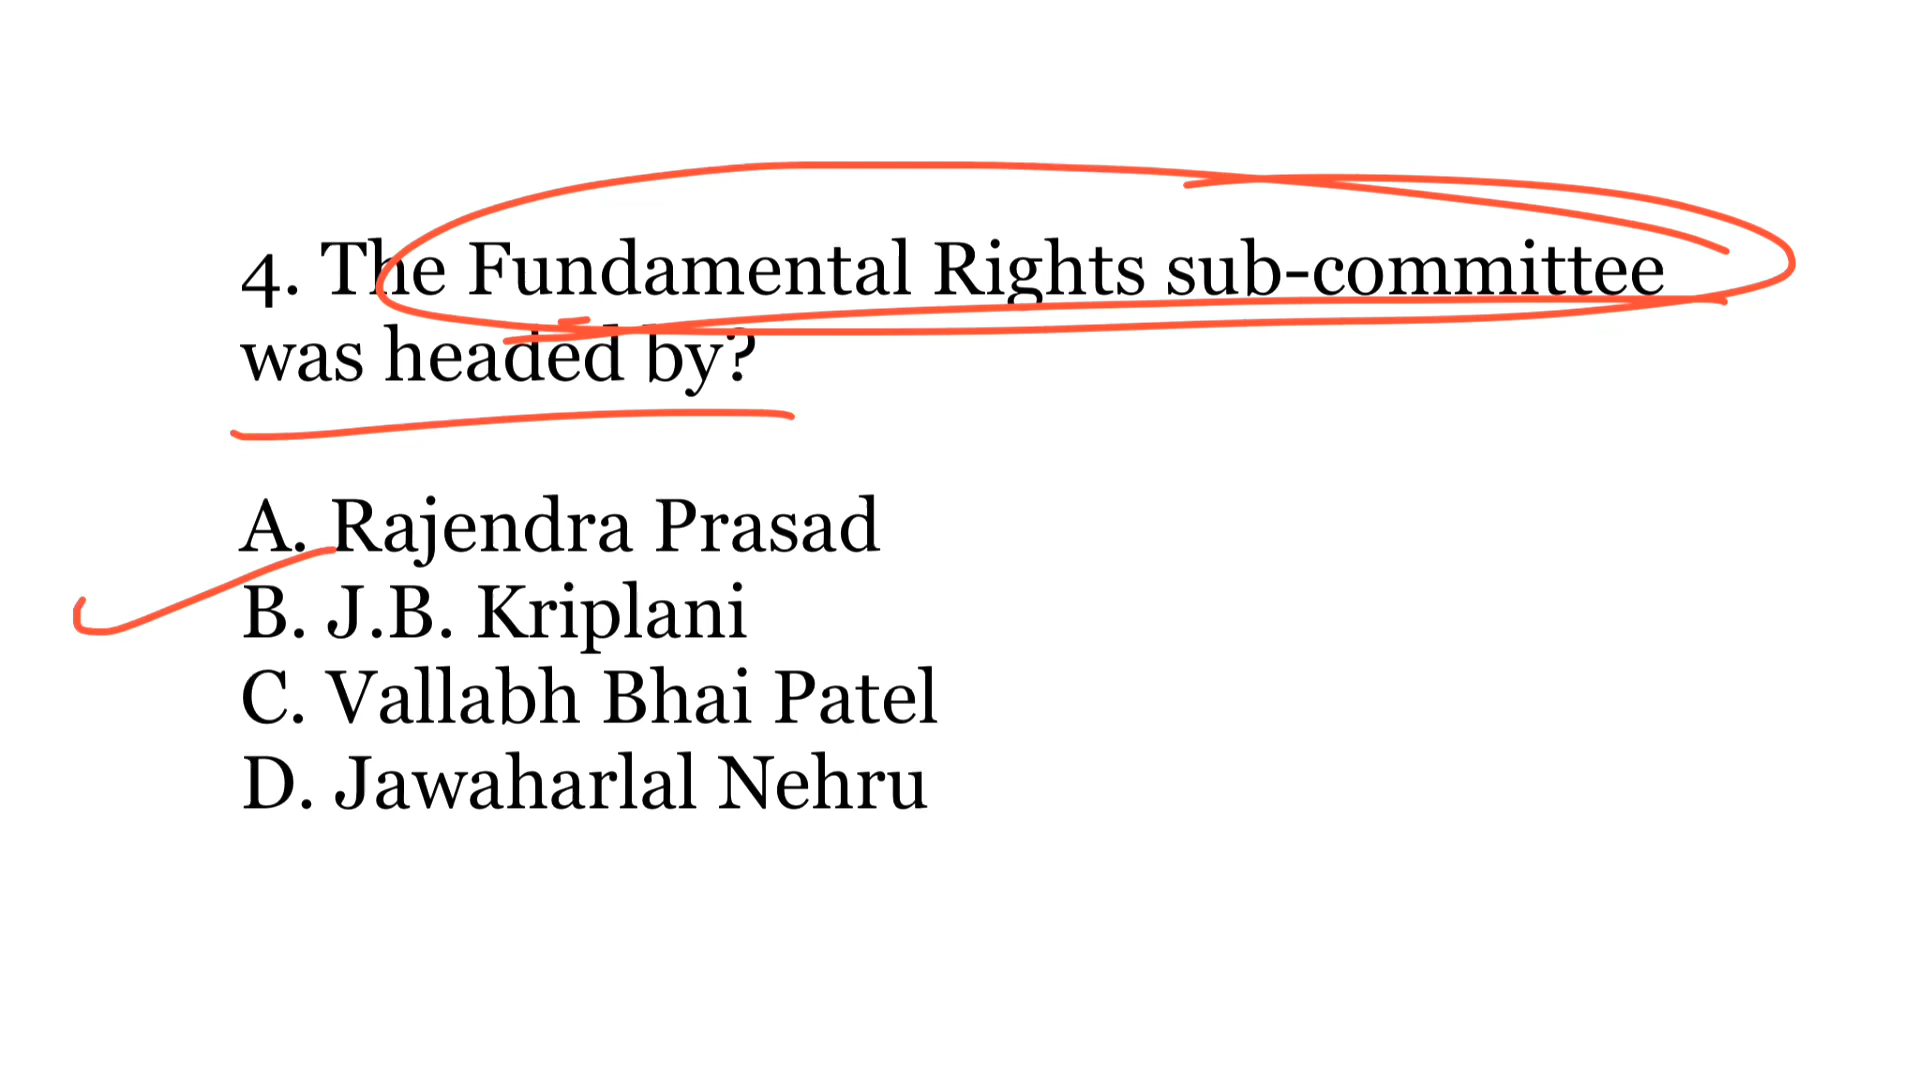 4. The Fundamental Rights sub-committee
was headed by?
A. Rajendra Prasad
B. J.B. Kriplani
C. Vallabh Bhai Patel
D. Jawaharlal Nehru